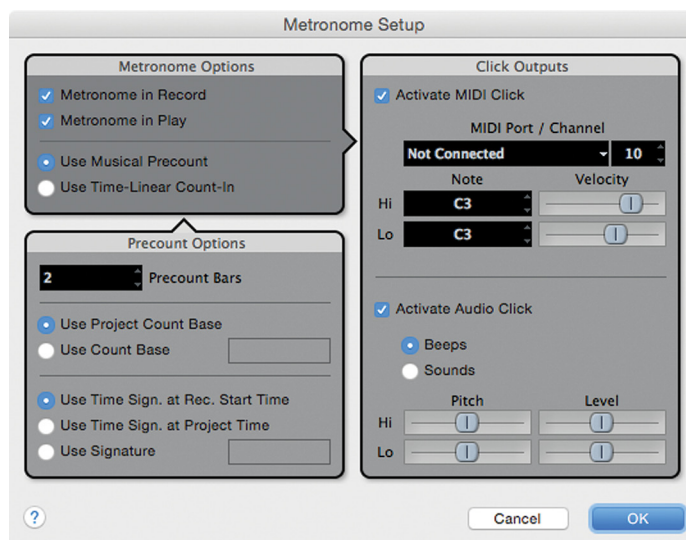 Metronome Setup
Metronome Options
Metronome in Record
Metronome in Play
Use Musical Precount
Use Time-Linear Count-In
Precount Options
2 Precount Bars
Use Project Count Base
Use Count Base
Use Time Sign. at Rec. Start Time
Use Time Sign. at Project Time
Use Signature
Click Outputs
Activate MIDI Click
MIDI Port / Channel
Not Connected 10
Note Velocity
Hi C3
Lo C3
Activate Audio Click
Beeps
Sounds
Pitch Level
Hi
Lo
?
Cancel OK